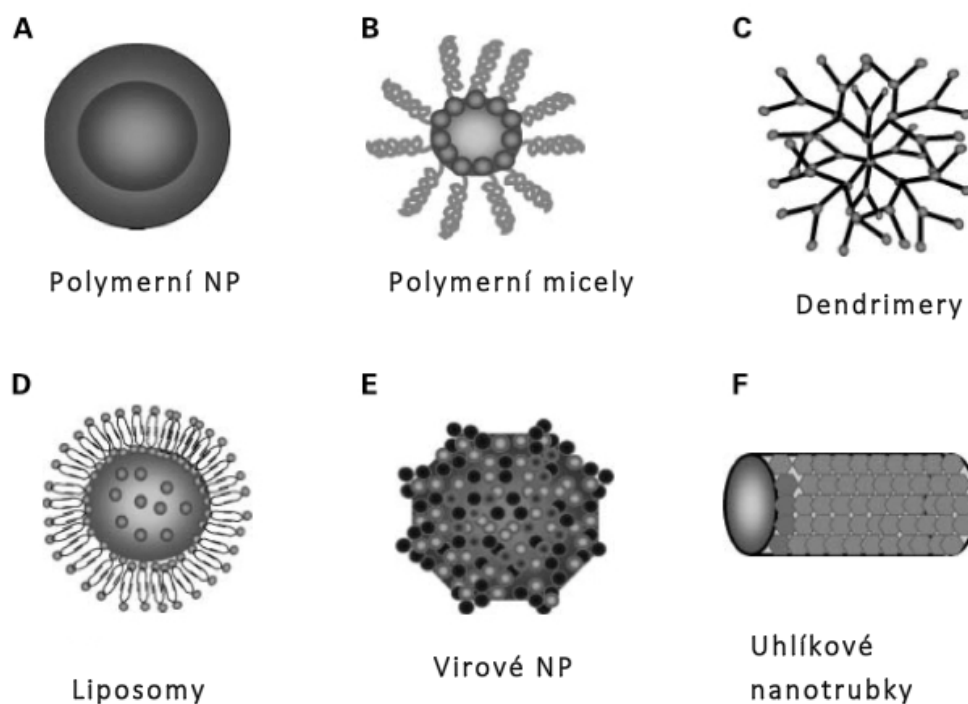 A
B
C
Polymerní NP
Polymerní micely
Dendrimery
D
E
F
Liposomy
Virové NP
Uhlíkové
nanotrubky